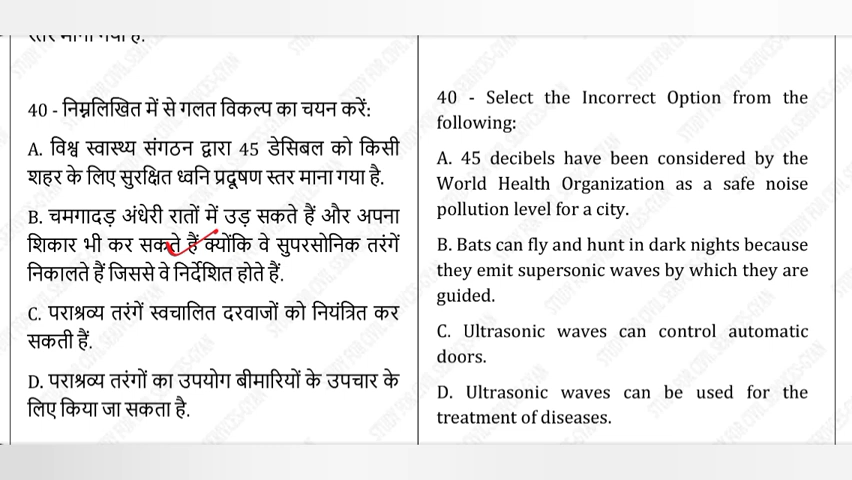 40 - निम्नलिखित में से गलत विकल्प का चयन करें:
A. विश्व स्वास्थ्य संगठन द्वारा 45 डेसिबल को किसी
शहर के लिए सुरक्षित ध्वनि प्रदूषण स्तर माना गया है.
B. चमगादड़ अंधेरी रातों में उड़ सकते हैं और अपना
शिकार भी कर सकते हैं क्योंकि वे सुपरसोनिक तरंगें
निकालते हैं जिससे वे निर्देशित होते हैं.
C. पराश्रव्य तरंगें स्वचालित दरवाजों को नियंत्रित कर
सकती हैं.
D. पराश्रव्य तरंगों का उपयोग बीमारियों के उपचार के
लिए किया जा सकता है.
40 - Select the Incorrect Option from the
following:
A. 45 decibels have been considered by the
World Health Organization as a safe noise
pollution level for a city.
B. Bats can fly and hunt in dark nights because
they emit supersonic waves by which they are
guided.
C. Ultrasonic waves can control automatic
doors.
D. Ultrasonic waves can be used for the
treatment of diseases.